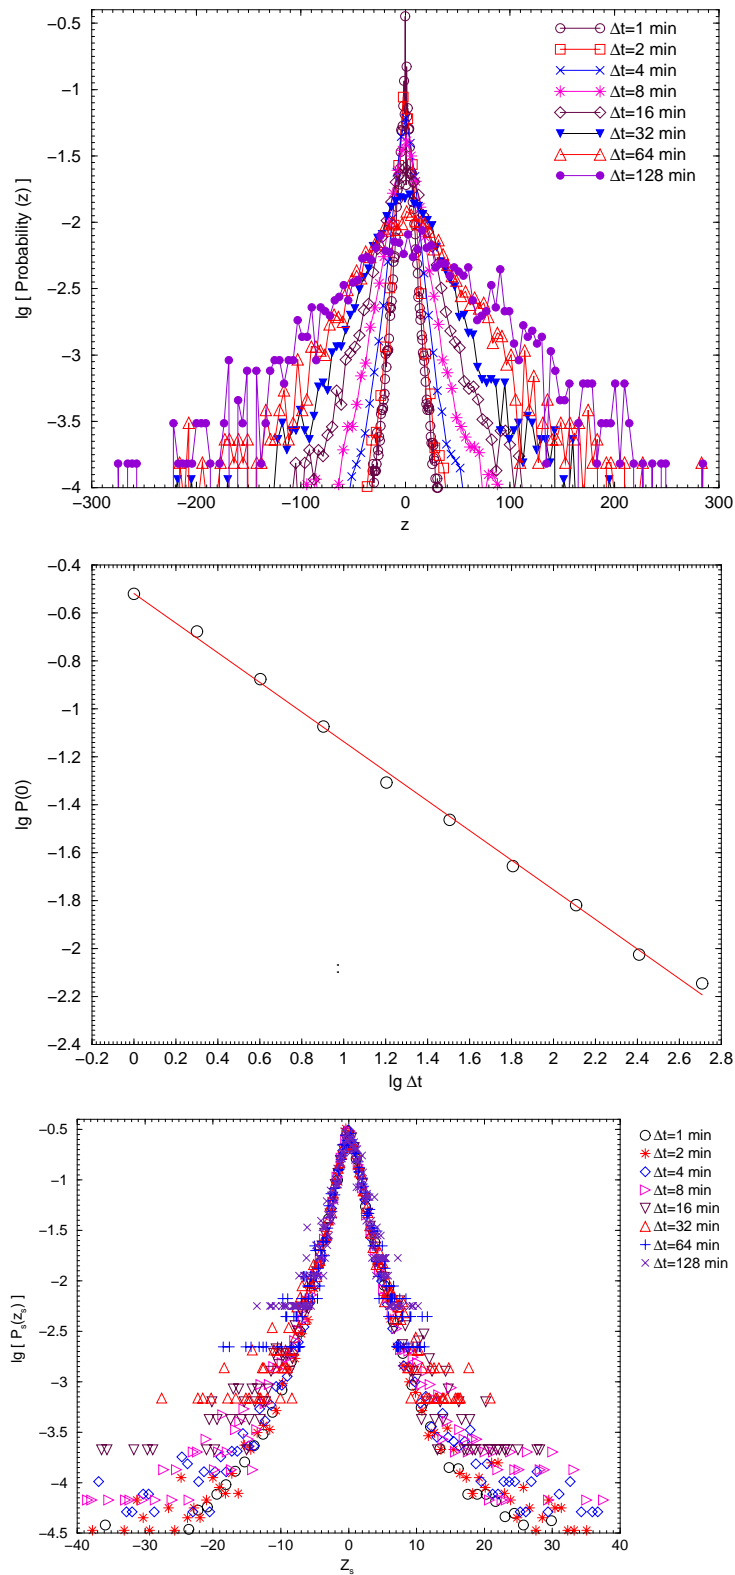 −0.5
−1
−1.5
−2
−2.5
−3
−3.5
−4
lg [ Probability (z) ]
−300 −200 −100 0 100 200 300
z
Δt=1 min
Δt=2 min
Δt=4 min
Δt=8 min
Δt=16 min
Δt=32 min
Δt=64 min
Δt=128 min
−0.4
−0.6
−0.8
−1
−1.2
−1.4
−1.6
−1.8
−2
−2.2
−2.4
lg P(0)
:
−0.2 0 0.2 0.4 0.6 0.8 1 1.2 1.4 1.6 1.8 2 2.2 2.4 2.6 2.8
lg Δt
−0.5
−1
−1.5
−2
−2.5
−3
−3.5
−4
−4.5
lg [ Ps(zs) ]
−40 −30 −20 −10 0 10 20 30 40
Zs
Δt=1 min
Δt=2 min
Δt=4 min
Δt=8 min
Δt=16 min
Δt=32 min
Δt=64 min
Δt=128 min